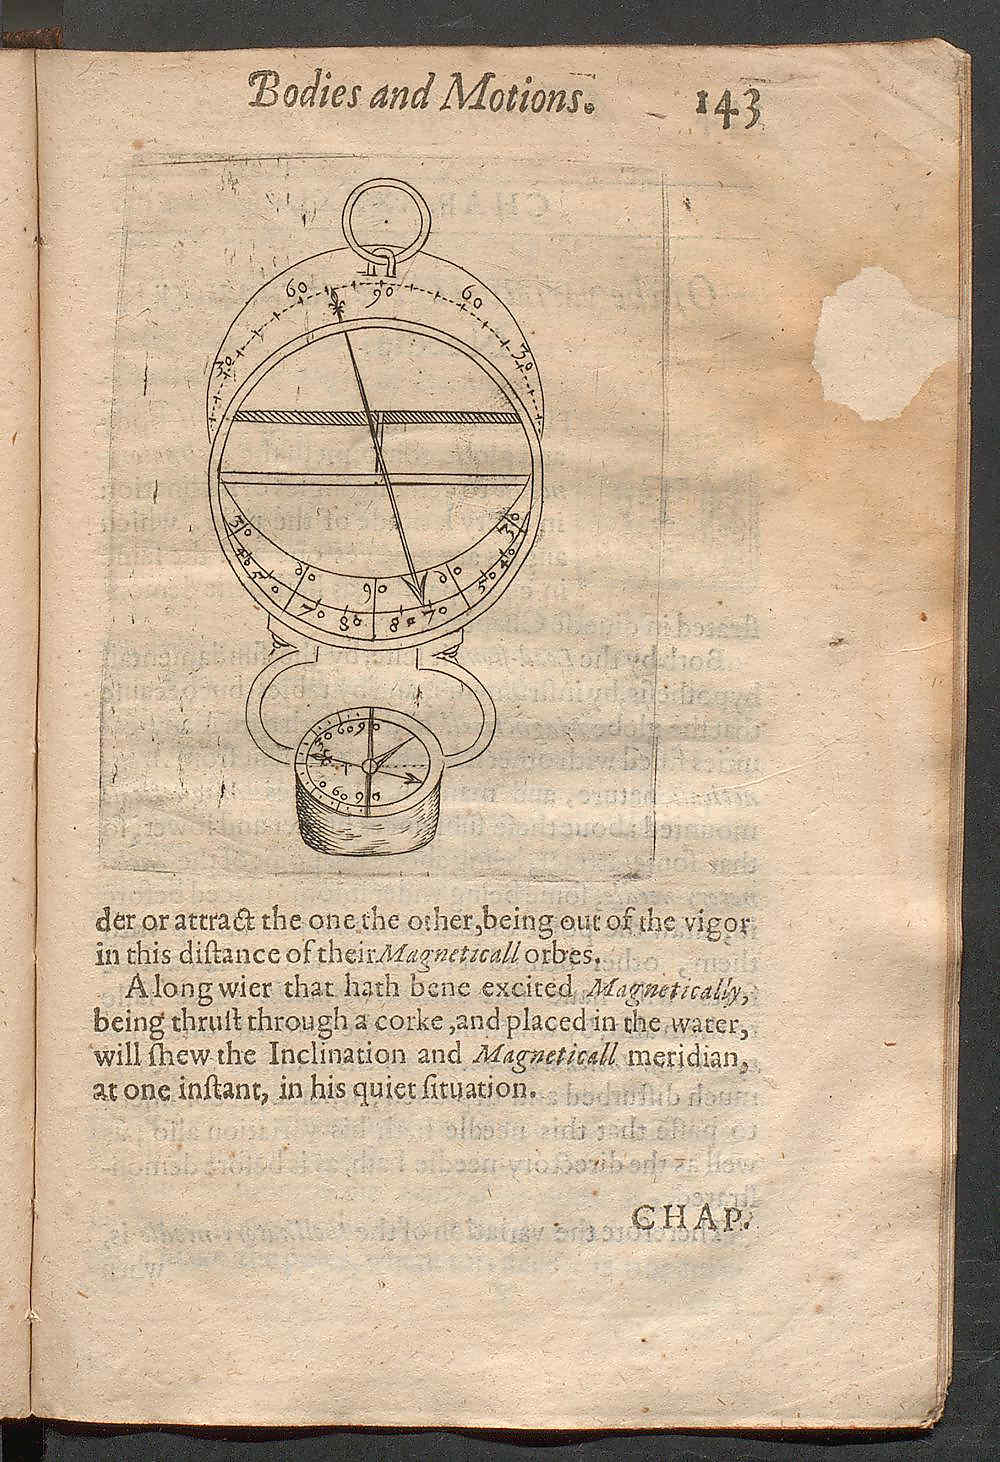 Bodies and Motions. 143
60 90 60
30 30
30 30
40 40
50 60 90 60 50
70 80 80 70
30 60 90
60 90
der or attract the one the other,being out of the vigor
in this diſtance of their Magneticall orbes.
A long wier that hath bene excited Magnetically,
being thruſt through a corke ,and placed in the water,
will ſhew the Inclination and Magneticall meridian,
at one inſtant, in his quiet ſituation.
CHAP.